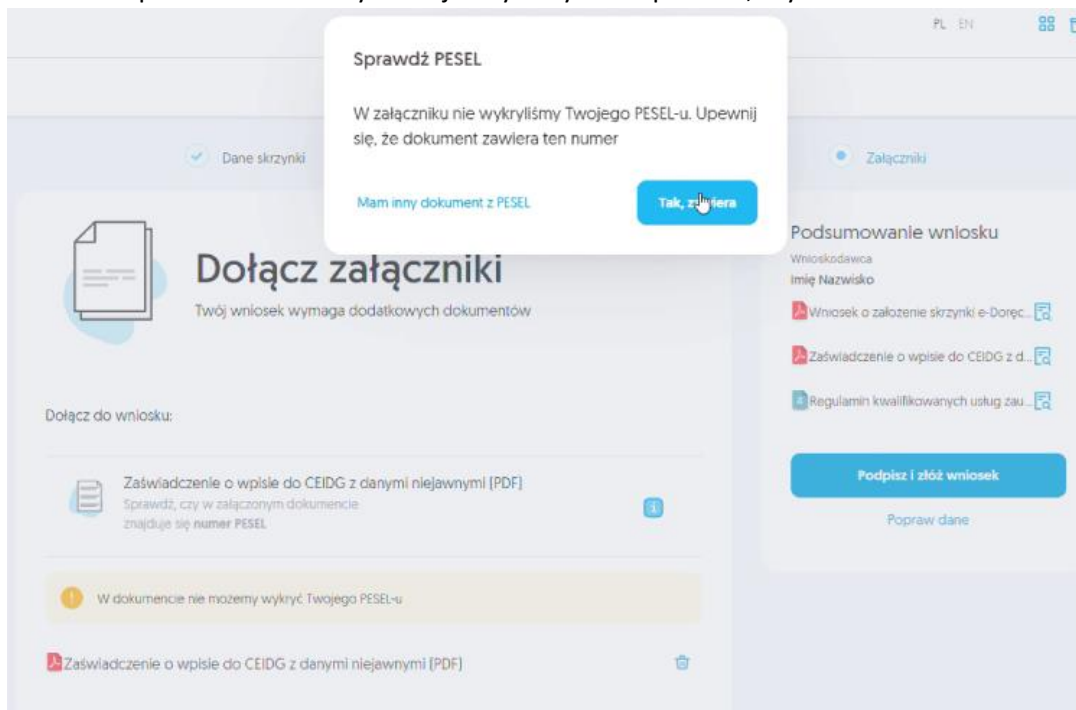 PL EN
Sprawdź PESEL
W załączniku nie wykryliśmy Twojego PESEL-u. Upewnij
się, że dokument zawiera ten numer
Mam inny dokument z PESEL
Tak, zawiera
Dane skrzynki
Załączniki
Dołącz załączniki
Twój wniosek wymaga dodatkowych dokumentów
Dołącz do wniosku:
Zaświadczenie o wpisie do CEIDG z danymi niejawnymi [PDF]
Sprawdź, czy w załączonym dokumencie
znajduje się numer PESEL
W dokumencie nie możemy wykryć Twojego PESEL-u
Zaświadczenie o wpisie do CEIDG z danymi niejawnymi [PDF]
Podsumowanie wniosku
Wnioskodawca
Imię Nazwisko
Wniosek o założenie skrzynki e-Doręc...
Zaświadczenie o wpisie do CEIDG z d...
Regulamin kwalifikowanych usług zau...
Podpisz i złóż wniosek
Popraw dane